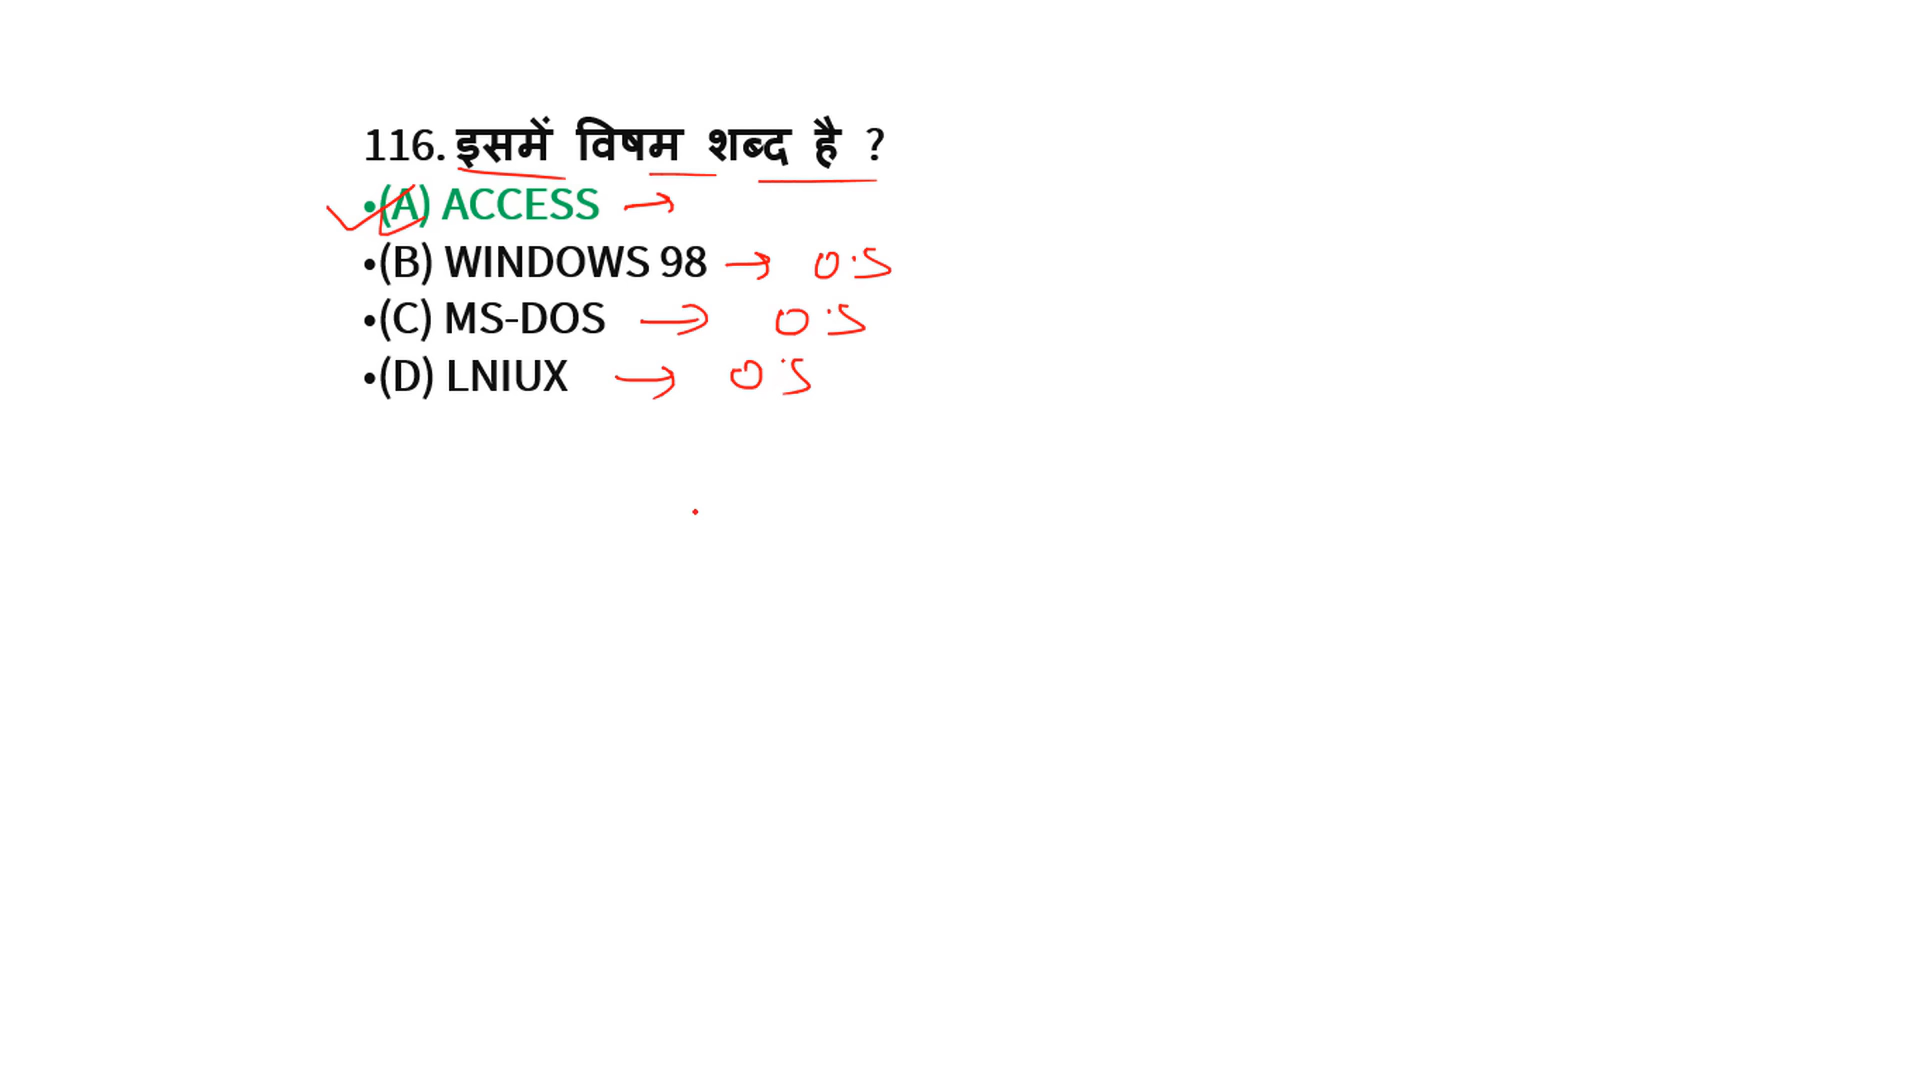 116. इसमें विषम शब्द है ?
•(A) ACCESS →
•(B) WINDOWS 98 → O.S
•(C) MS-DOS → O.S
•(D) LNIUX → O.S